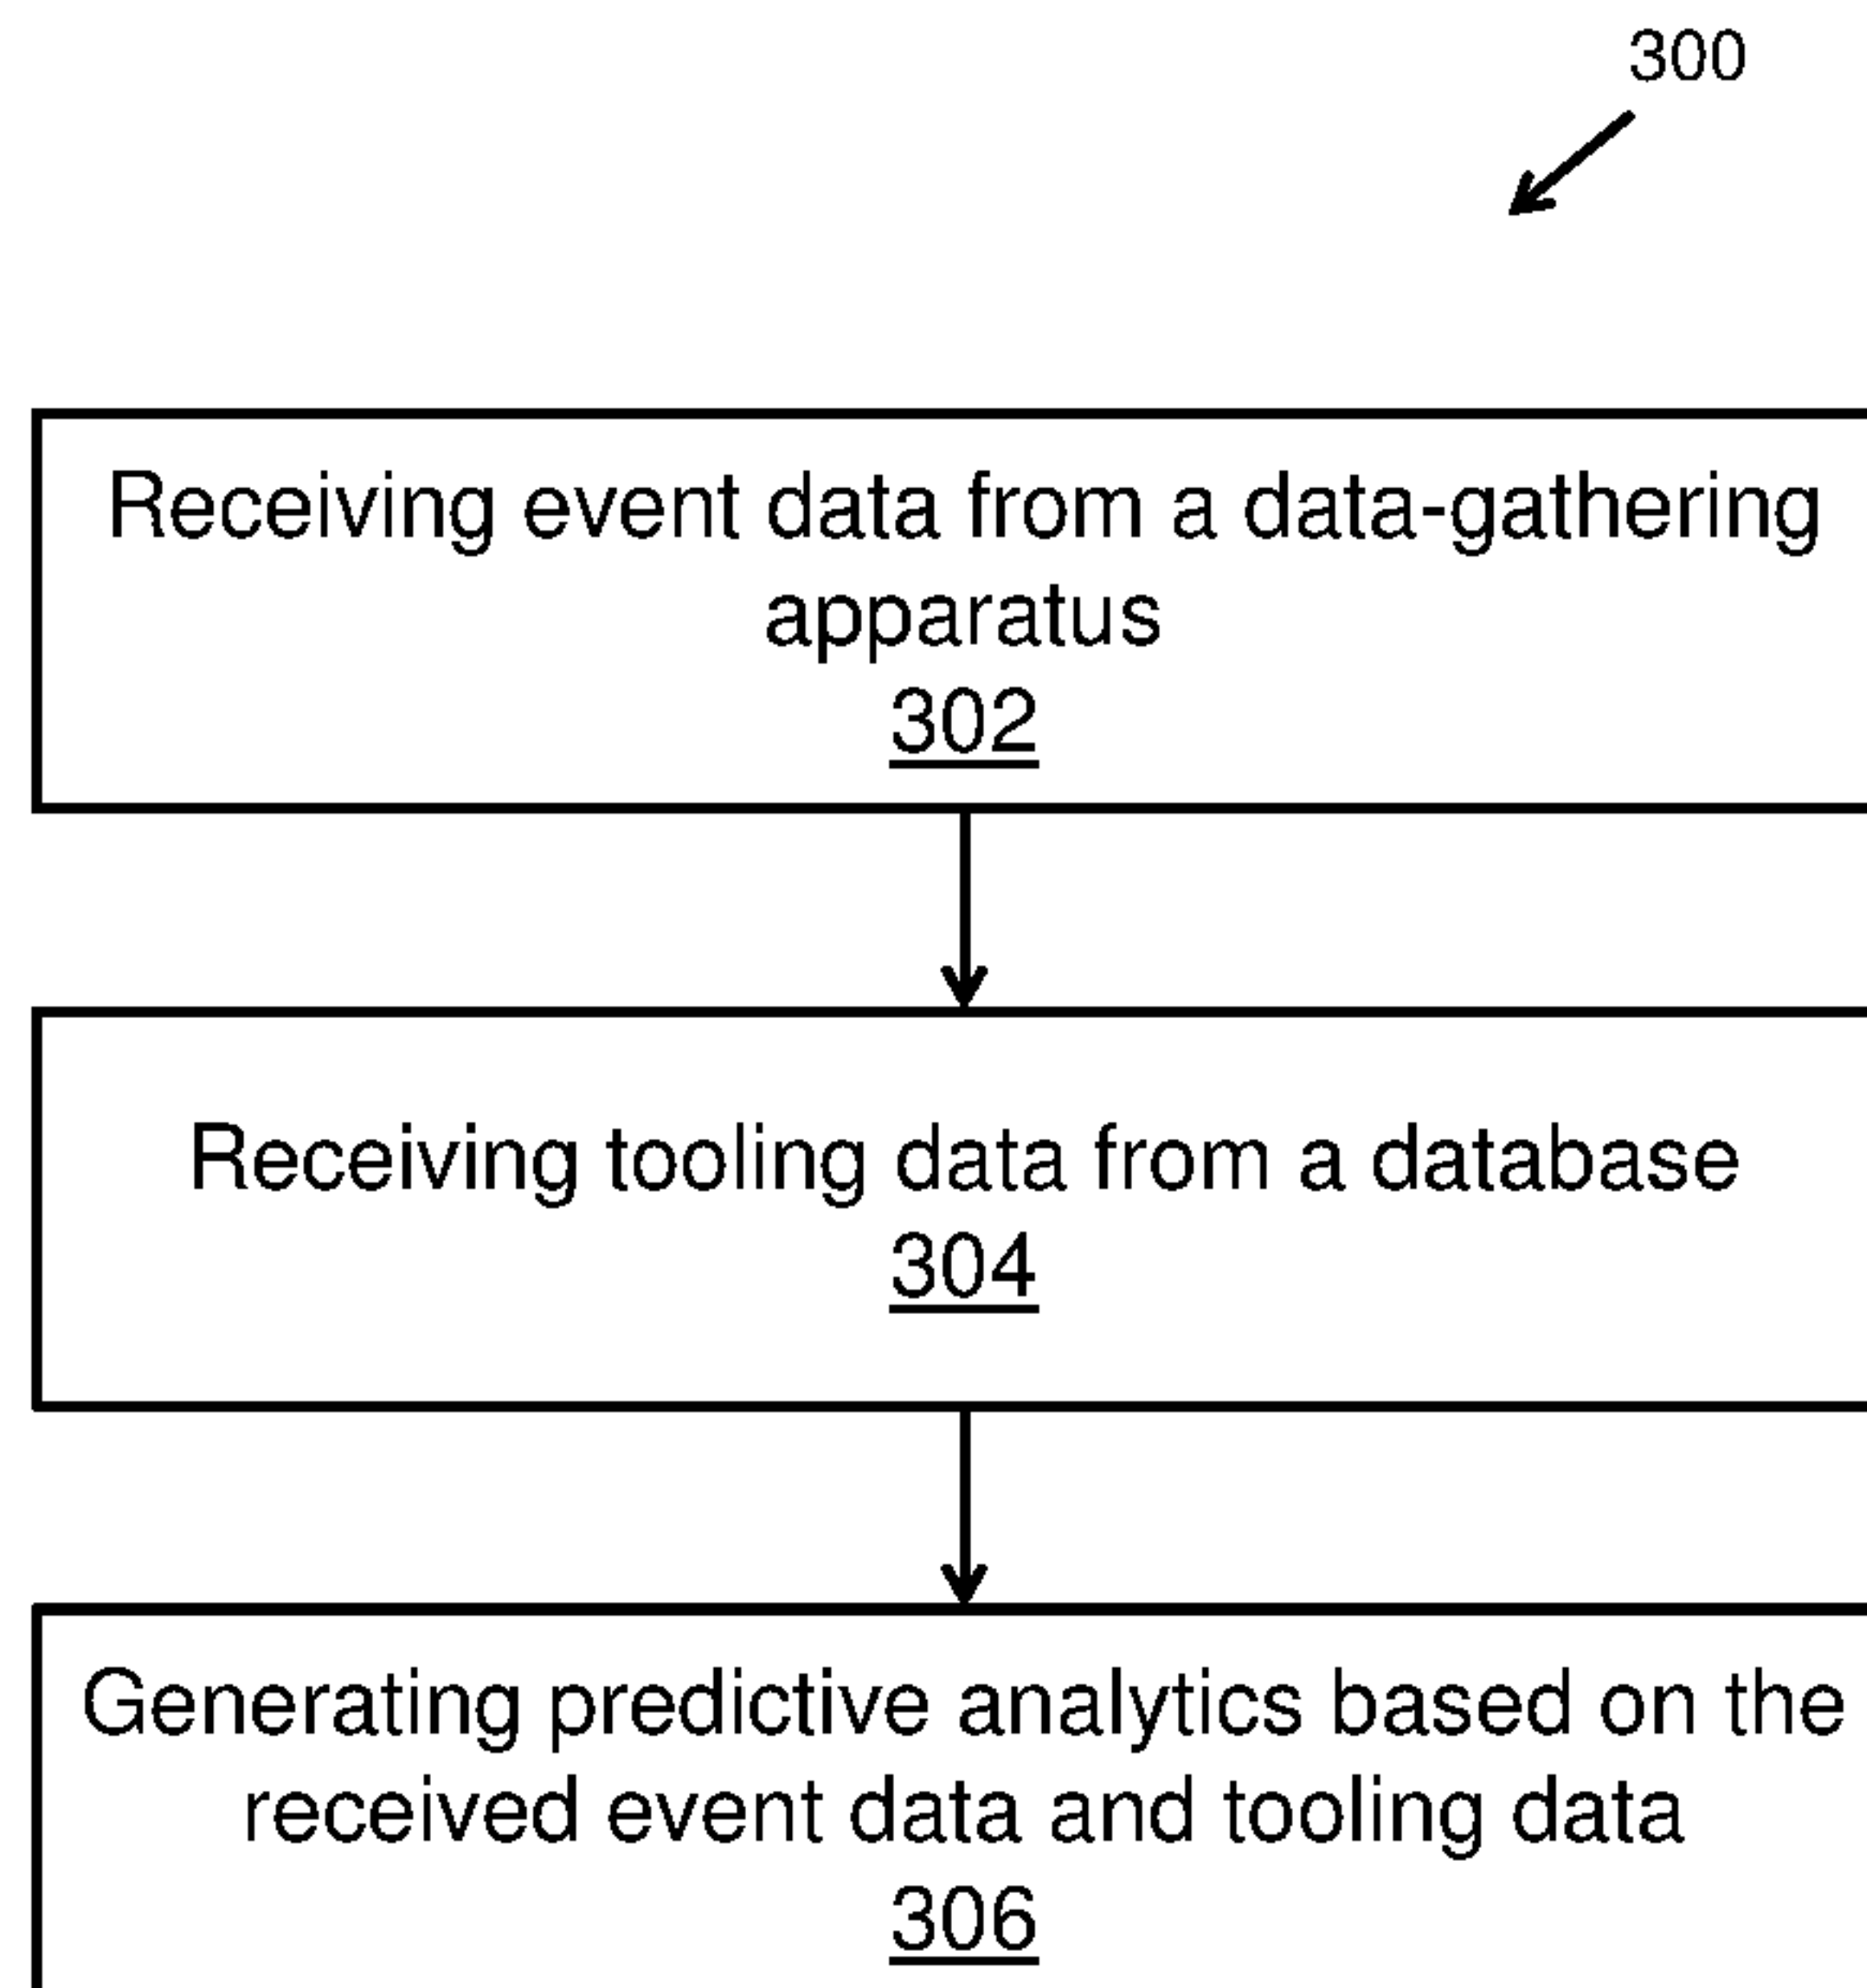 300
Receiving event data from a data-gathering
apparatus
302
Receiving tooling data from a database
304
Generating predictive analytics based on the
received event data and tooling data
306